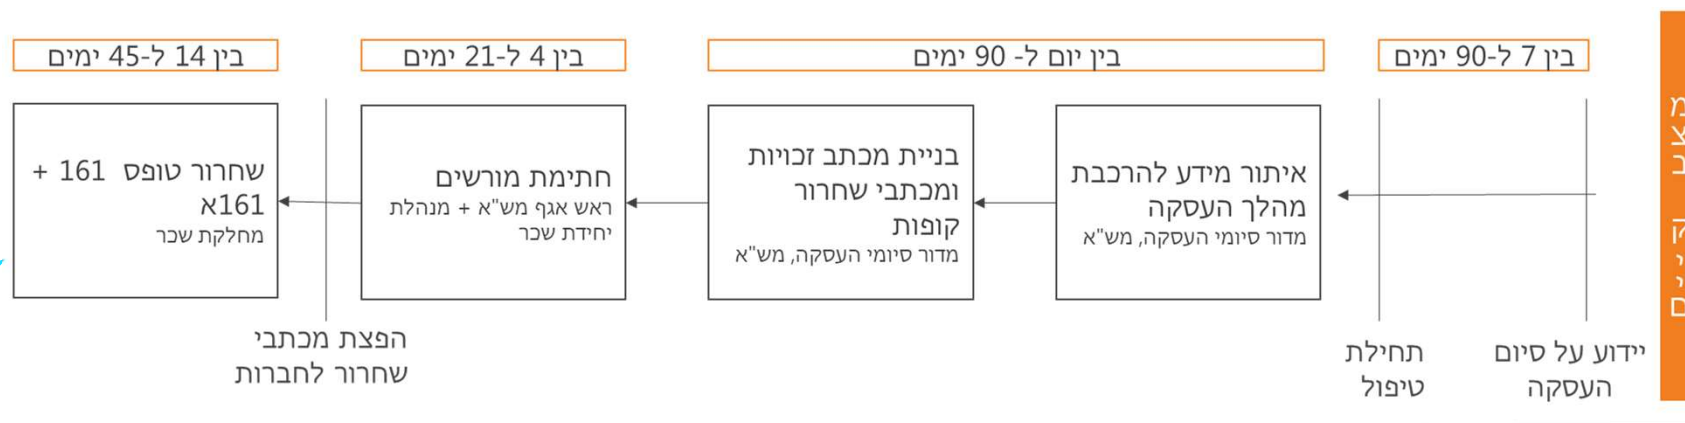 מצב קיים
בין 7 ל-90 ימים
בין יום ל- 90 ימים
בין 4 ל-21 ימים
בין 14 ל-45 ימים
איתור מידע להרכבת
מהלך העסקה
מדור סיומי העסקה, מש"א
בניית מכתב זכויות
ומכתבי שחרור
קופות
מדור סיומי העסקה, מש"א
חתימת מורשים
ראש אגף מש"א + מנהלת
יחידת שכר
שחרור טופס 161 +
161א
מחלקת שכר
יידוע על סיום
העסקה
תחילת
טיפול
הפצת מכתבי
שחרור לחברות